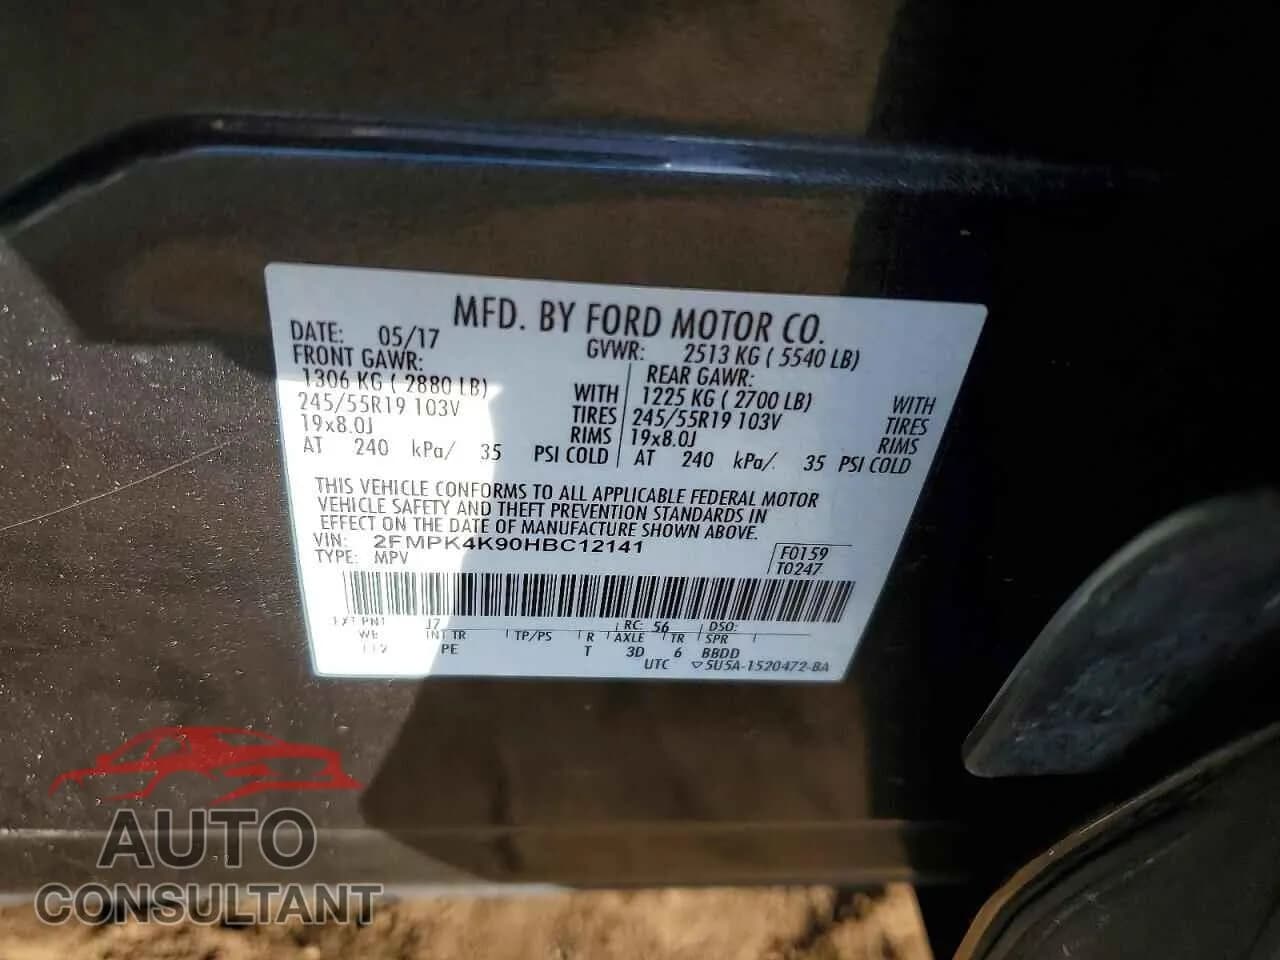 MFD. BY FORD MOTOR CO.
DATE: 05/17 GVWR: 2513 KG ( 5540 LB)
FRONT GAWR: REAR GAWR:
1306 KG ( 2880 LB) WITH 1225 KG ( 2700 LB) WITH
245/55R19 103V TIRES 245/55R19 103V TIRES
19x8.0J RIMS 19x8.0J RIMS
AT 240 kPa/ 35 PSI COLD AT 240 kPa/ 35 PSI COLD
THIS VEHICLE CONFORMS TO ALL APPLICABLE FEDERAL MOTOR
VEHICLE SAFETY AND THEFT PREVENTION STANDARDS IN
EFFECT ON THE DATE OF MANUFACTURE SHOWN ABOVE.
VIN: 2FMPK4K90HBC12141 F0159
TYPE: MPV T0247
EXT PNT J7 RC: 56 DSO:
WB INT TR TP/PS R AXLE TR SPR
112 PE T 3D 6 BBDD
UTC ▽5U5A-1520472-BA
AUTO
CONSULTANT